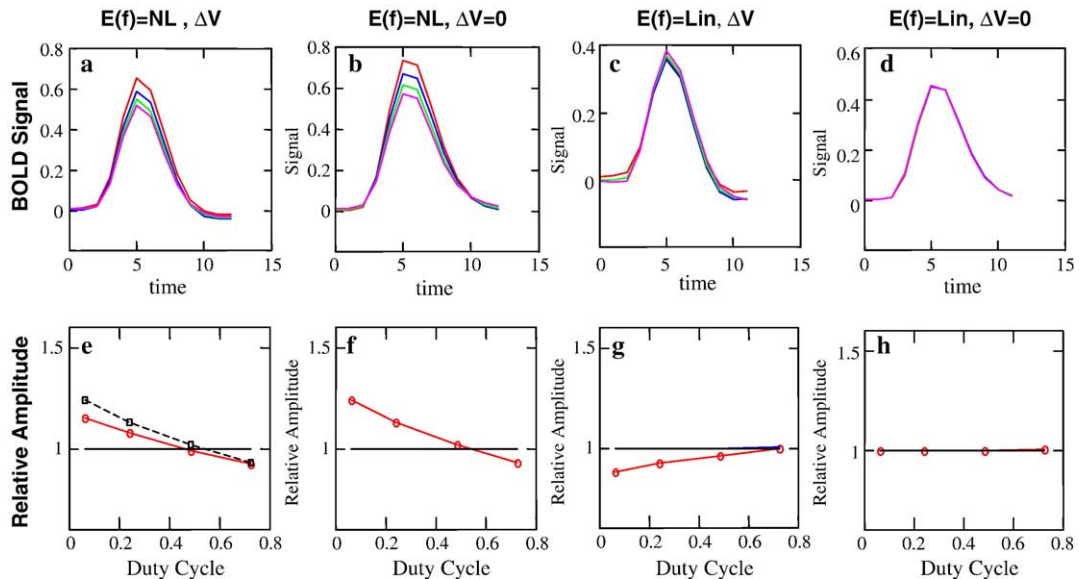 E(f)=NL , ΔV
E(f)=NL, ΔV=0
E(f)=Lin, ΔV
E(f)=Lin, ΔV=0
BOLD Signal
a
0.8
0.6
0.4
0.2
0
0 5 10 15
time
b
Signal
0.8
0.6
0.4
0.2
0
0 5 10 15
time
c
Signal
0.4
0.2
0
0 5 10 15
time
d
Signal
0.6
0.4
0.2
0
0 5 10 15
time
Relative Amplitude
e
1.5
1
0 0.2 0.4 0.6 0.8
Duty Cycle
f
Relative Amplitude
1.5
1
0 0.2 0.4 0.6 0.8
Duty Cycle
g
Relative Amplitude
1.5
1
0 0.2 0.4 0.6 0.8
Duty Cycle
h
Relative Amplitude
1.5
1
0 0.2 0.4 0.6 0.8
Duty Cycle